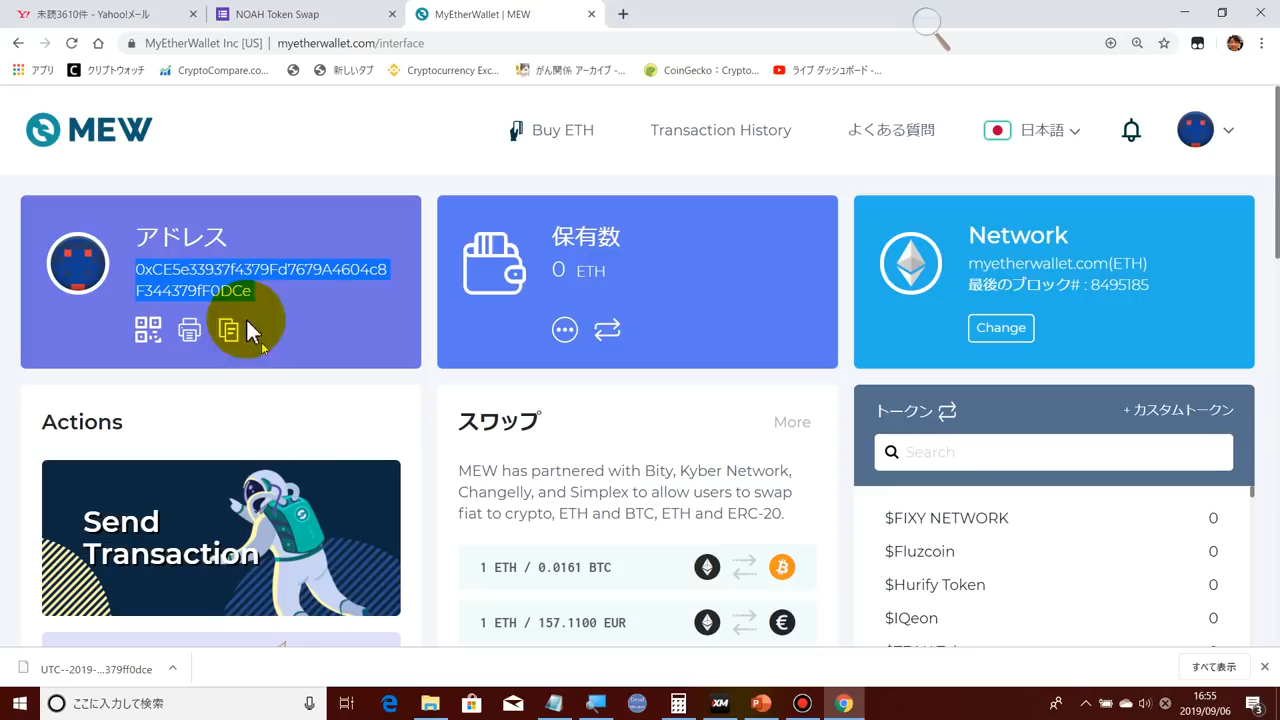 未読3610件 - Yahoo!メール
NOAH Token Swap
MyEtherWallet | MEW
MyEtherWallet Inc [US] | myetherwallet.com/interface
アプリ
クリプトウォッチ
CryptoCompare.co...
新しいタブ
Cryptocurrency Exc...
がん関係 アーカイブ -...
CoinGecko：Crypto...
ライブ ダッシュボード -...
MEW
Buy ETH
Transaction History
よくある質問
日本語
アドレス
0xCE5e33937f4379Fd7679A4604c8
F344379fF0DCe
保有数
0 ETH
Network
myetherwallet.com(ETH)
最後のブロック# : 8495185
Change
Actions
Send
Transaction
スワップ
More
MEW has partnered with Bity, Kyber Network,
Changelly, and Simplex to allow users to swap
fiat to crypto, ETH and BTC, ETH and ERC-20.
1 ETH / 0.0161 BTC
1 ETH / 157.1100 EUR
トークン
+ カスタムトークン
Search
$FIXY NETWORK 0
$Fluzcoin 0
$Hurify Token 0
$IQeon 0
UTC--2019-...379ff0dce
すべて表示
ここに入力して検索
XM
16:55
2019/09/06
3